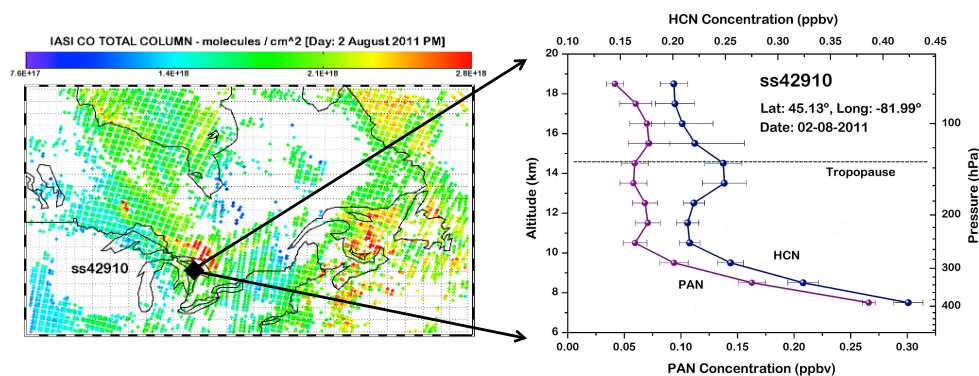 IASI CO TOTAL COLUMN - molecules / cm^2 [Day: 2 August 2011 PM]
7.6E+17 1.4E+18 2.1E+18 2.8E+18
ss42910
HCN Concentration (ppbv)
0.10 0.15 0.20 0.25 0.30 0.35 0.40 0.45
20
18
16
14
12
10
8
6
Altitude (km)
ss42910
Lat: 45.13º, Long: -81.99º
Date: 02-08-2011
Tropopause
HCN
PAN
100
200
300
400
Pressure (hPa)
0.00 0.05 0.10 0.15 0.20 0.25 0.30
PAN Concentration (ppbv)